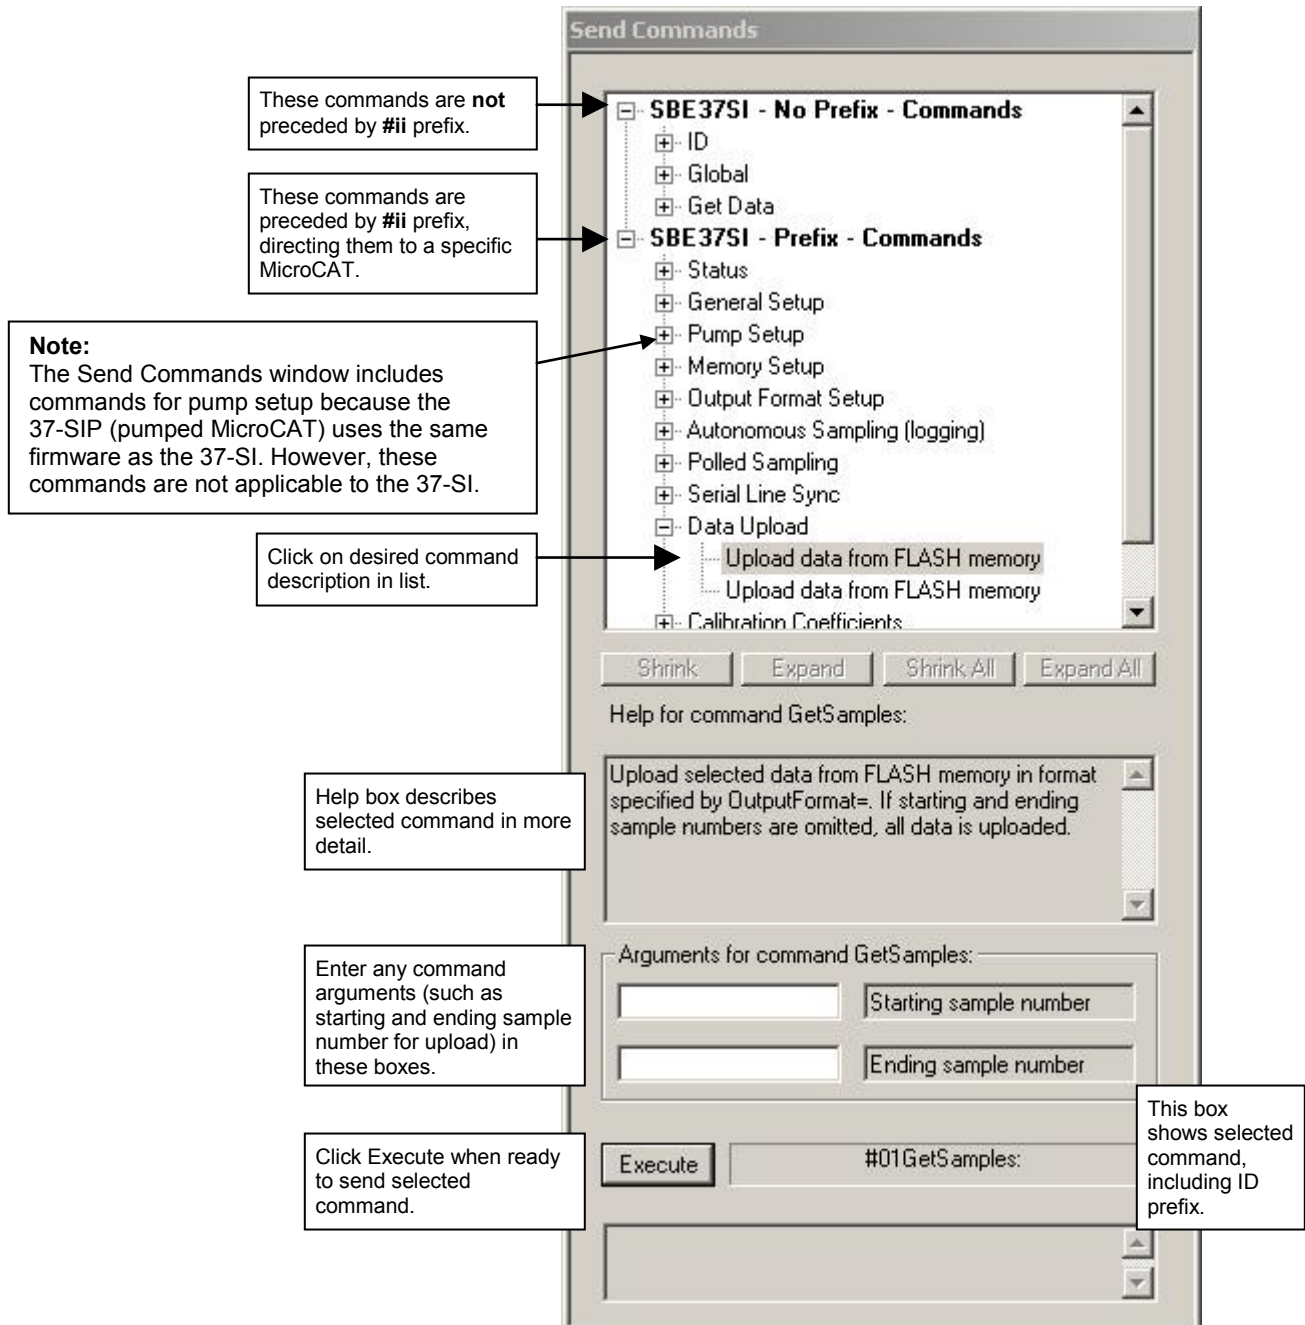 Send Commands
These commands are not
preceded by #ii prefix.
SBE37SI - No Prefix - Commands
ID
Global
Get Data
These commands are
preceded by #ii prefix,
directing them to a specific
MicroCAT.
SBE37SI - Prefix - Commands
Status
General Setup
Pump Setup
Memory Setup
Output Format Setup
Autonomous Sampling (logging)
Polled Sampling
Serial Line Sync
Data Upload
Upload data from FLASH memory
Upload data from FLASH memory
Calibration Coefficients
Note:
The Send Commands window includes
commands for pump setup because the
37-SIP (pumped MicroCAT) uses the same
firmware as the 37-SI. However, these
commands are not applicable to the 37-SI.
Click on desired command
description in list.
Shrink Expand Shrink All Expand All
Help for command GetSamples:
Help box describes
selected command in more
detail.
Upload selected data from FLASH memory in format
specified by OutputFormat=. If starting and ending
sample numbers are omitted, all data is uploaded.
Enter any command
arguments (such as
starting and ending sample
number for upload) in
these boxes.
Arguments for command GetSamples:
Starting sample number
Ending sample number
Click Execute when ready
to send selected
command.
Execute #01GetSamples:
This box
shows selected
command,
including ID
prefix.